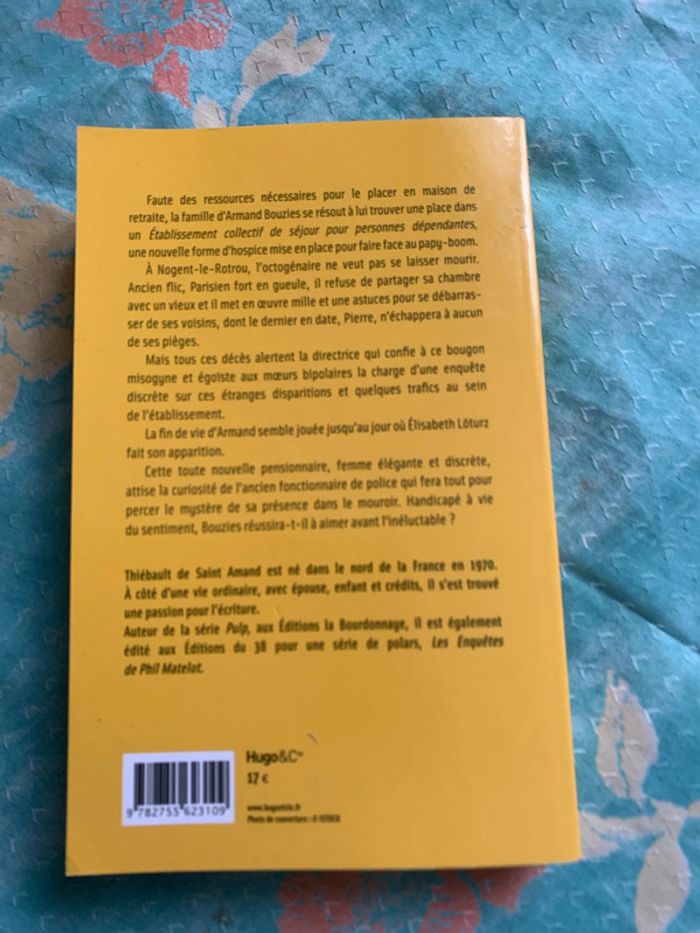 Faute des ressources nécessaires pour le placer en maison de
retraite, la famille d'Armand Bouzies se résout à lui trouver une place dans
un Établissement collectif de séjour pour personnes dépendantes,
une nouvelle forme d'hospice mise en place pour faire face au papy-boom.
À Nogent-le-Rotrou, l'octogénaire ne veut pas se laisser mourir.
Ancien flic, Parisien fort en gueule, il refuse de partager sa chambre
avec un vieux et il met en œuvre mille et une astuces pour se débarras-
ser de ses voisins, dont le dernier en date, Pierre, n'échappera à aucun
de ses pièges.
Mais tous ces décès alertent la directrice qui confie à ce bougon
misogyne et égoïste aux mœurs bipolaires la charge d'une enquête
discrète sur ces étranges disparitions et quelques trafics au sein
de l'établissement.
La fin de vie d'Armand semble jouée jusqu'au jour où Élisabeth Löturz
fait son apparition.
Cette toute nouvelle pensionnaire, femme élégante et discrète,
attise la curiosité de l'ancien fonctionnaire de police qui fera tout pour
percer le mystère de sa présence dans le mouroir. Handicapé à vie
du sentiment, Bouzies réussira-t-il à aimer avant l'inéluctable ?
Thiébault de Saint Amand est né dans le nord de la France en 1970.
À côté d'une vie ordinaire, avec épouse, enfant et crédits, il s'est trouvé
une passion pour l'écriture.
Auteur de la série Pulp, aux Éditions la Bourdonnaye, il est également
édité aux Éditions du 38 pour une série de polars, Les Enquêtes
de Phil Matelot.
Hugo&Cie
17 €
9 782755 623109
www.hugoetcie.fr
Photo de couverture : © ISTOCK